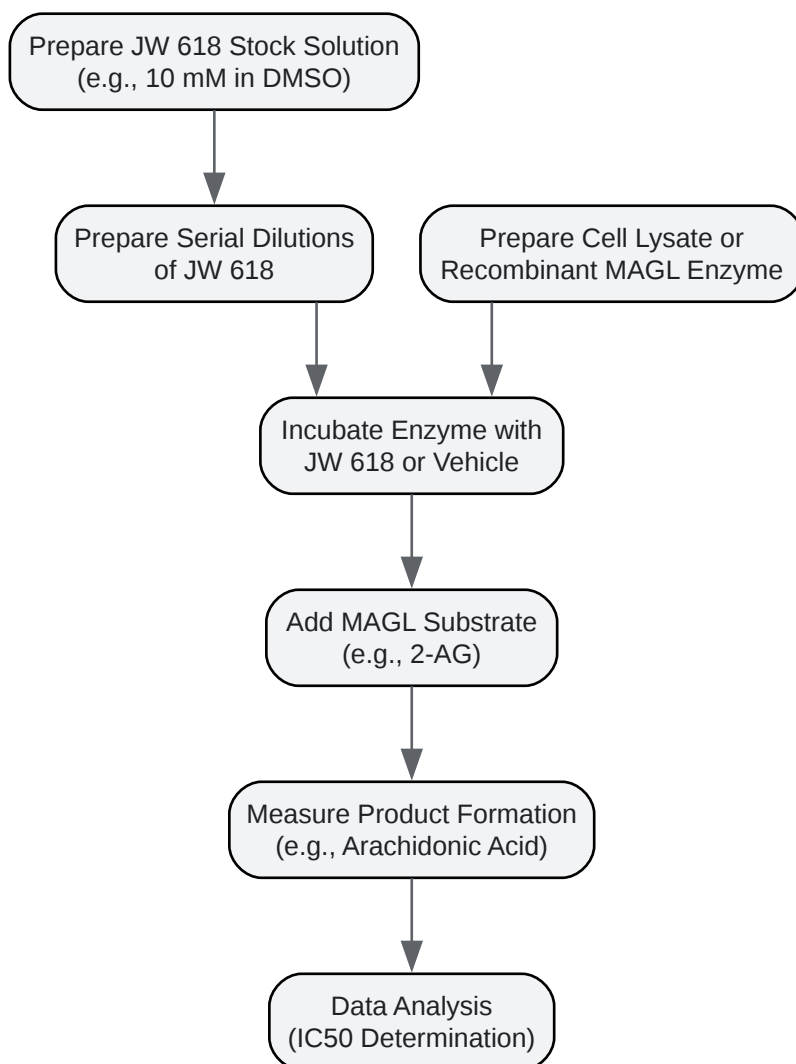 Prepare JW 618 Stock Solution
(e.g., 10 mM in DMSO)
Prepare Serial Dilutions
of JW 618
Prepare Cell Lysate or
Recombinant MAGL Enzyme
Incubate Enzyme with
JW 618 or Vehicle
Add MAGL Substrate
(e.g., 2-AG)
Measure Product Formation
(e.g., Arachidonic Acid)
Data Analysis
(IC50 Determination)